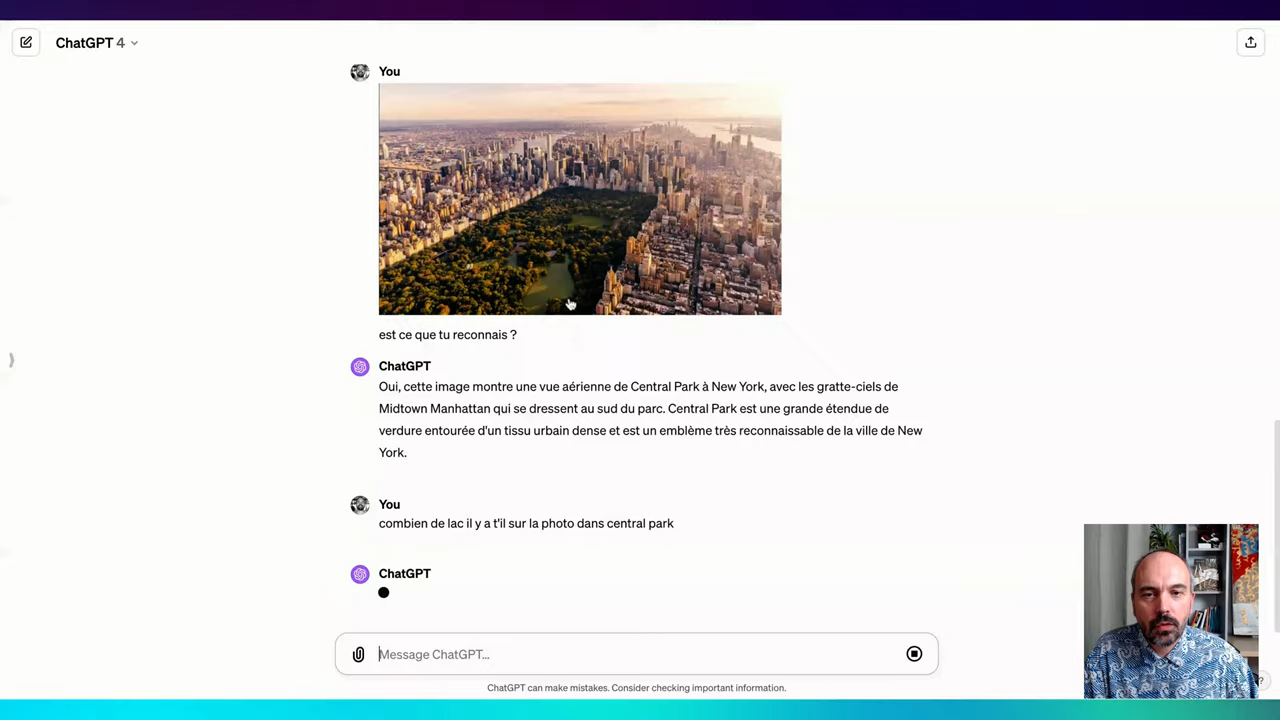 ChatGPT 4
You
est ce que tu reconnais ?
ChatGPT
Oui, cette image montre une vue aérienne de Central Park à New York, avec les gratte-ciels de
Midtown Manhattan qui se dressent au sud du parc. Central Park est une grande étendue de
verdure entourée d'un tissu urbain dense et est un emblème très reconnaissable de la ville de New
York.
You
combien de lac il y a t'il sur la photo dans central park
ChatGPT
Message ChatGPT...
ChatGPT can make mistakes. Consider checking important information.
?